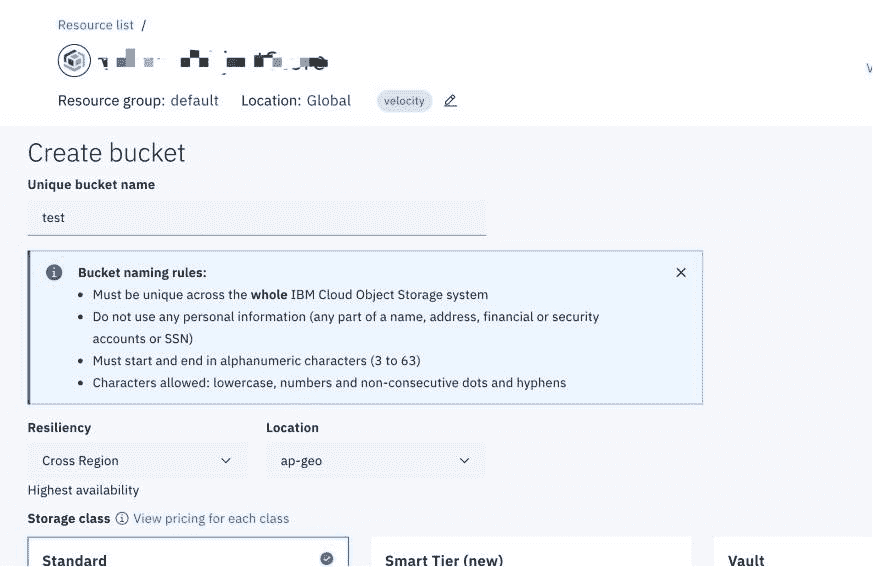 Resource list /
Resource group: default Location: Global velocity
Create bucket
Unique bucket name
test
Bucket naming rules:
Must be unique across the whole IBM Cloud Object Storage system
Do not use any personal information (any part of a name, address, financial or security
accounts or SSN)
Must start and end in alphanumeric characters (3 to 63)
Characters allowed: lowercase, numbers and non-consecutive dots and hyphens
Resiliency Location
Cross Region ap-geo
Highest availability
Storage class View pricing for each class
Standard Smart Tier (new) Vault